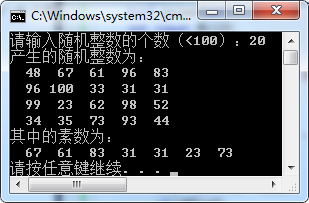 C:\Windows\system32\cm...
请输入随机整数的个数（<100）：20
产生的随机整数为：
48 67 61 96 83
96 100 33 31 31
99 23 62 98 52
34 35 73 93 44
其中的素数为：
67 61 83 31 31 23 73
请按任意键继续. . .